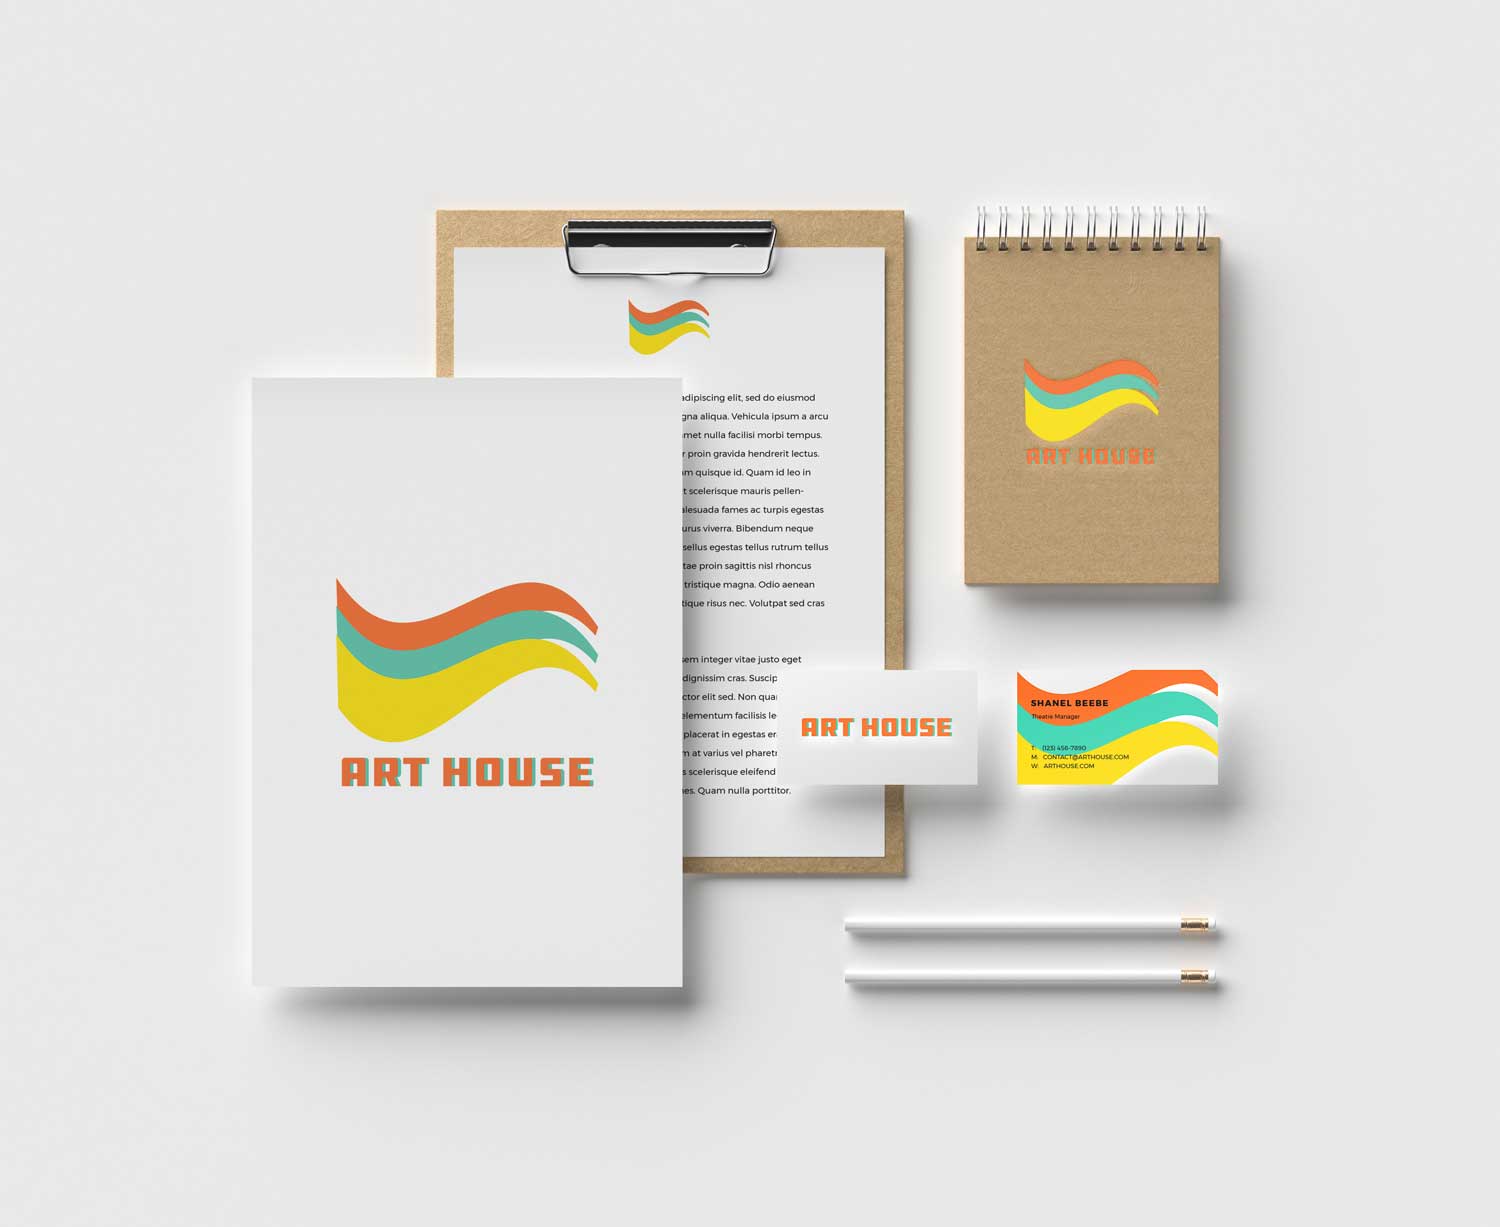 adipiscing elit, sed do eiusmod
gna aliqua. Vehicula ipsum a arcu
met nulla facilisi morbi tempus.
r proin gravida hendrerit lectus.
am quisque id. Quam id leo in
t scelerisque mauris pellen-
alesuada fames ac turpis egestas
urus viverra. Bibendum neque
sellus egestas tellus rutrum tellus
tae proin sagittis nisl rhoncus
tristique magna. Odio aenean
tique risus nec. Volutpat sed cras
sem integer vitae justo eget
dignissim cras. Suscip
ctor elit sed. Non quar
elementum facilisis le
placerat in egestas er
m at varius vel pharetr
s scelerisque eleifend
nes. Quam nulla porttitor.
ART HOUSE
ART HOUSE
ART HOUSE
SHANEL BEEBE
Theatre Manager
T: (123) 456-7890
M: CONTACT@ARTHOUSE.COM
W: ARTHOUSE.COM